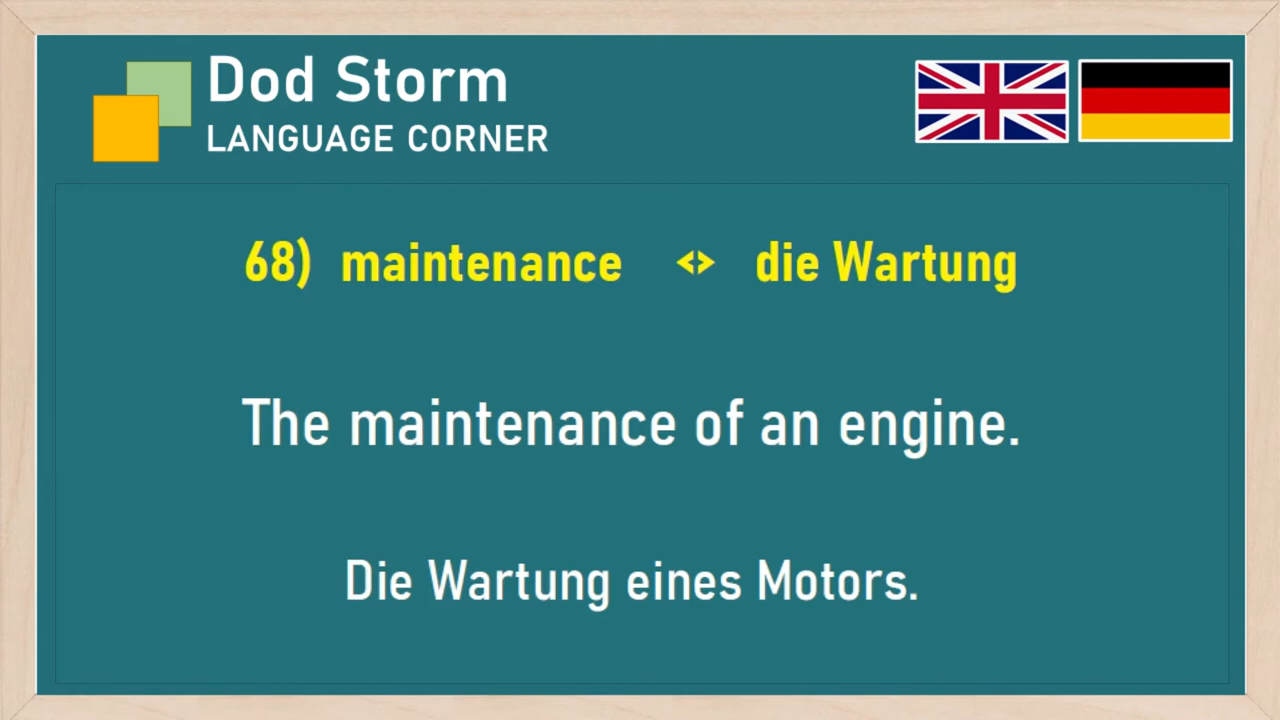 Dod Storm
LANGUAGE CORNER
68) maintenance <> die Wartung
The maintenance of an engine.
Die Wartung eines Motors.